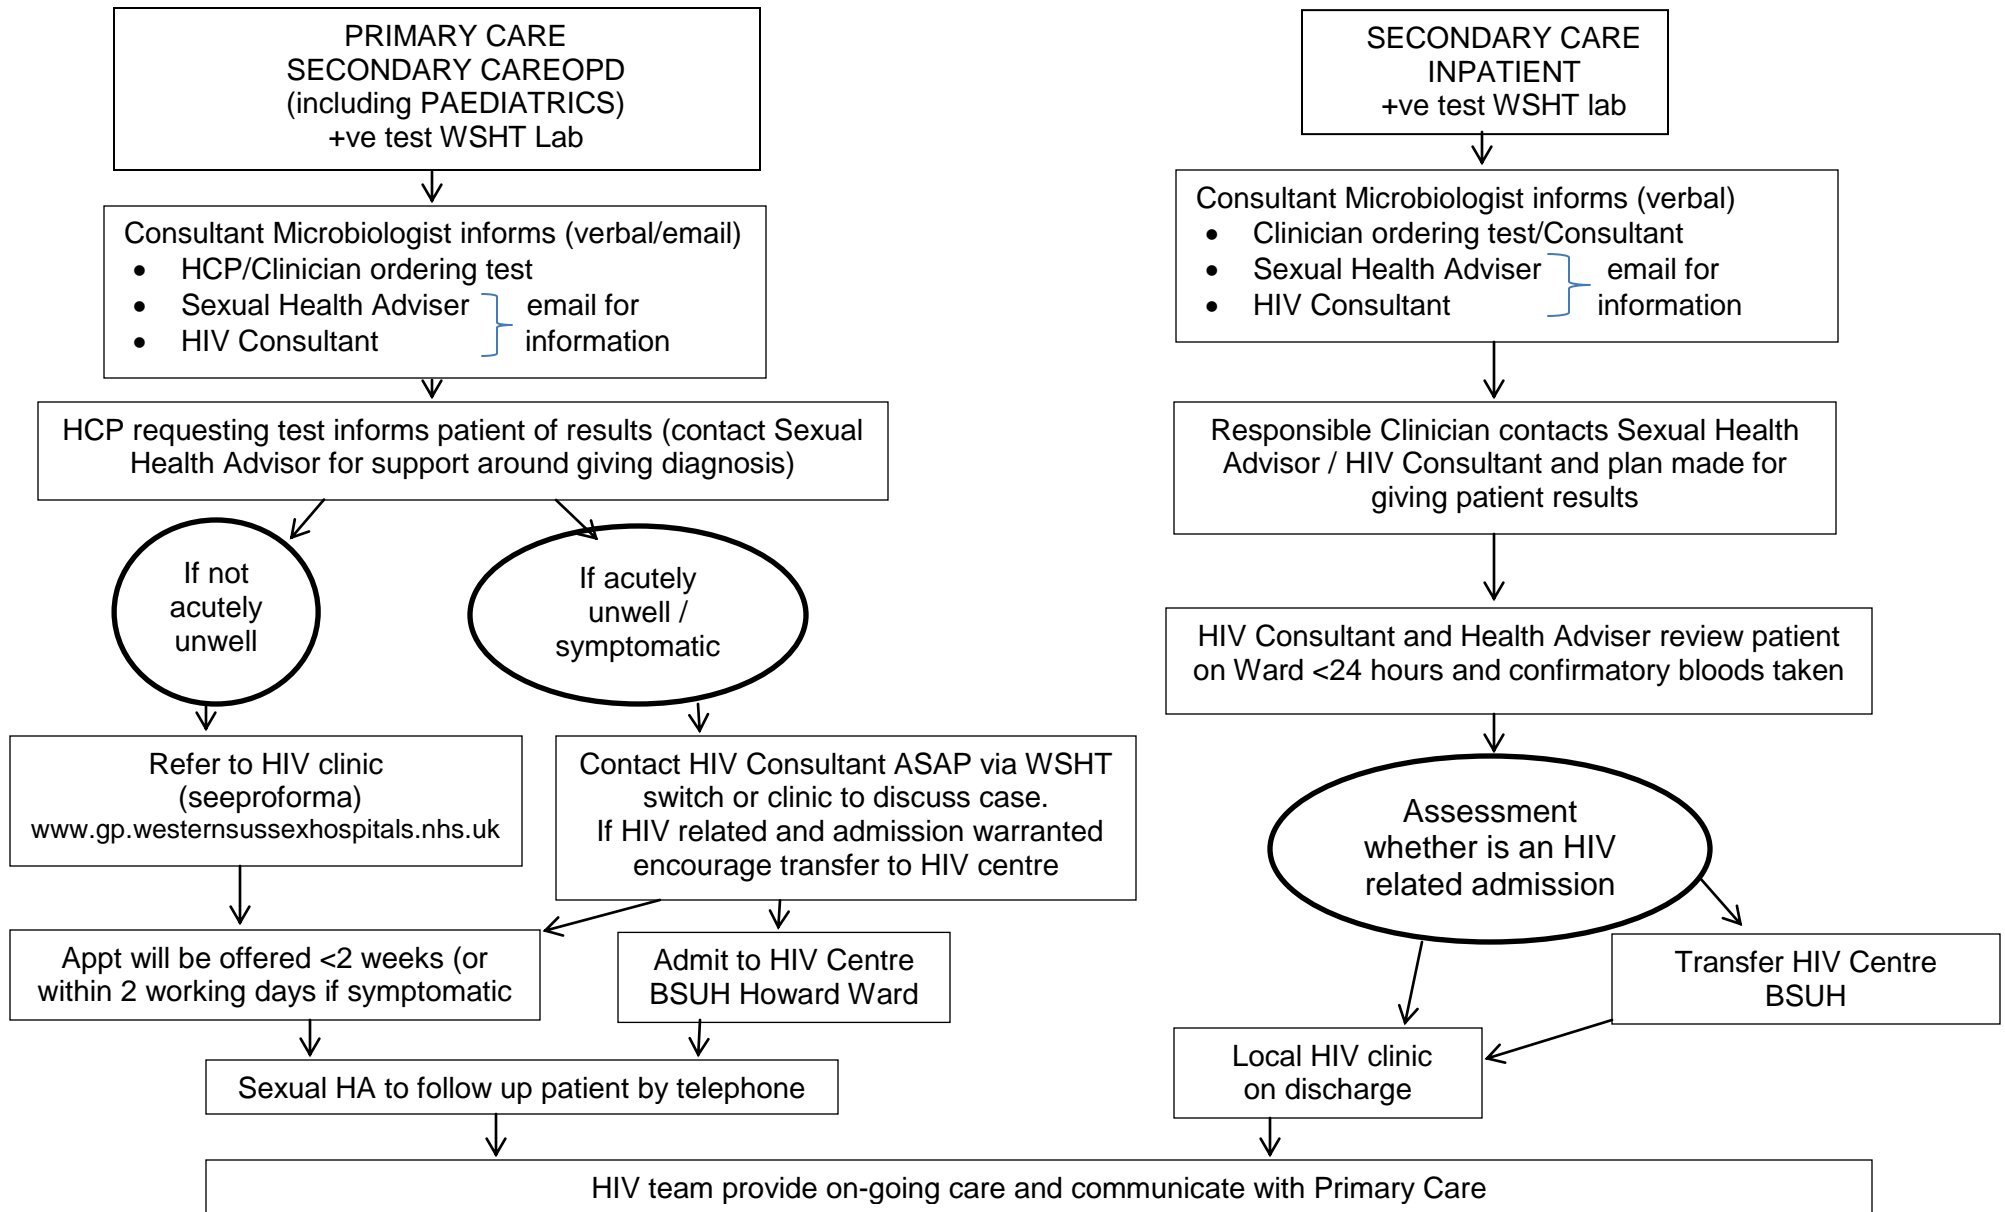 PRIMARY CARE
SECONDARY CAREOPD
(including PAEDIATRICS)
+ve test WSHT Lab
Consultant Microbiologist informs (verbal/email)
• HCP/Clinician ordering test
• Sexual Health Adviser
• HIV Consultant
email for
information
HCP requesting test informs patient of results (contact Sexual
Health Advisor for support around giving diagnosis)
If not
acutely
unwell
If acutely
unwell /
symptomatic
Refer to HIV clinic
(seeproforma)
www.gp.westernsussexhospitals.nhs.uk
Contact HIV Consultant ASAP via WSHT
switch or clinic to discuss case.
If HIV related and admission warranted
encourage transfer to HIV centre
Appt will be offered <2 weeks (or
within 2 working days if symptomatic
Admit to HIV Centre
BSUH Howard Ward
Sexual HA to follow up patient by telephone
SECONDARY CARE
INPATIENT
+ve test WSHT lab
Consultant Microbiologist informs (verbal)
• Clinician ordering test/Consultant
• Sexual Health Adviser
• HIV Consultant
email for
information
Responsible Clinician contacts Sexual Health
Advisor / HIV Consultant and plan made for
giving patient results
HIV Consultant and Health Adviser review patient
on Ward <24 hours and confirmatory bloods taken
Assessment
whether is an HIV
related admission
Transfer HIV Centre
BSUH
Local HIV clinic
on discharge
HIV team provide on-going care and communicate with Primary Care